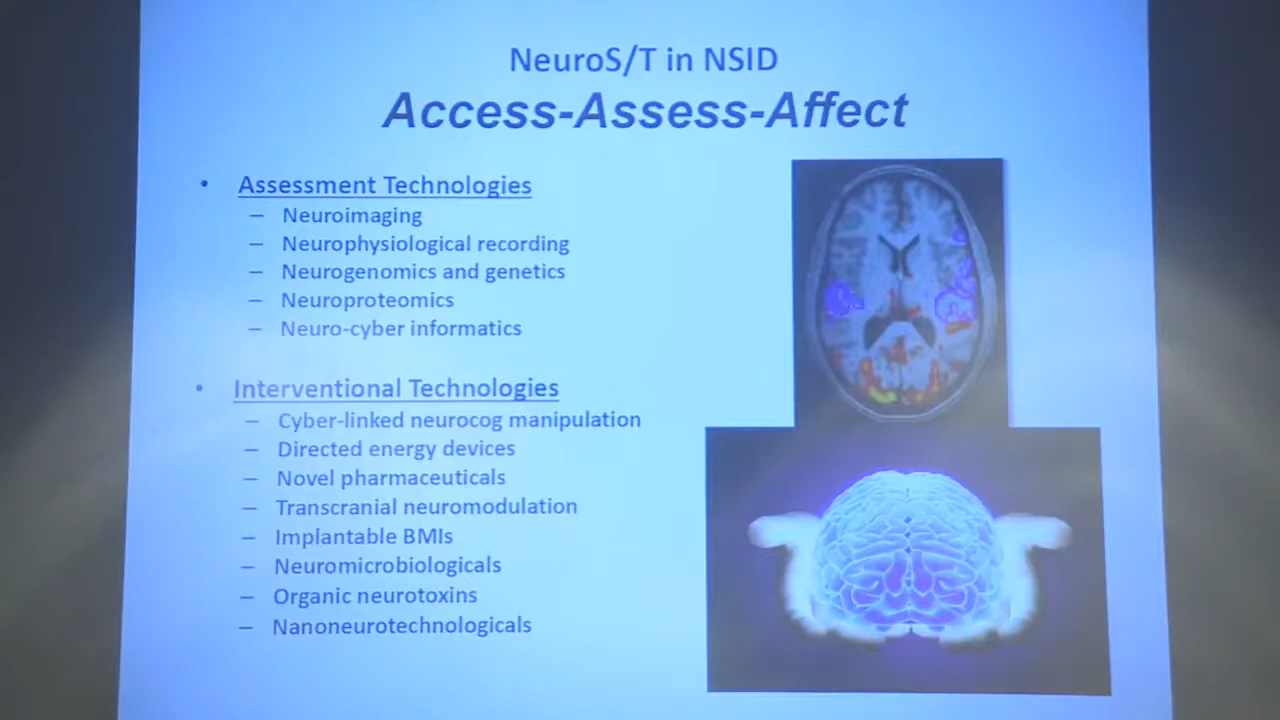 NeuroS/T in NSID
Access-Assess-Affect
• Assessment Technologies
– Neuroimaging
– Neurophysiological recording
– Neurogenomics and genetics
– Neuroproteomics
– Neuro-cyber informatics
• Interventional Technologies
– Cyber-linked neurocog manipulation
– Directed energy devices
– Novel pharmaceuticals
– Transcranial neuromodulation
– Implantable BMIs
– Neuromicrobiologicals
– Organic neurotoxins
– Nanoneurotechnologicals